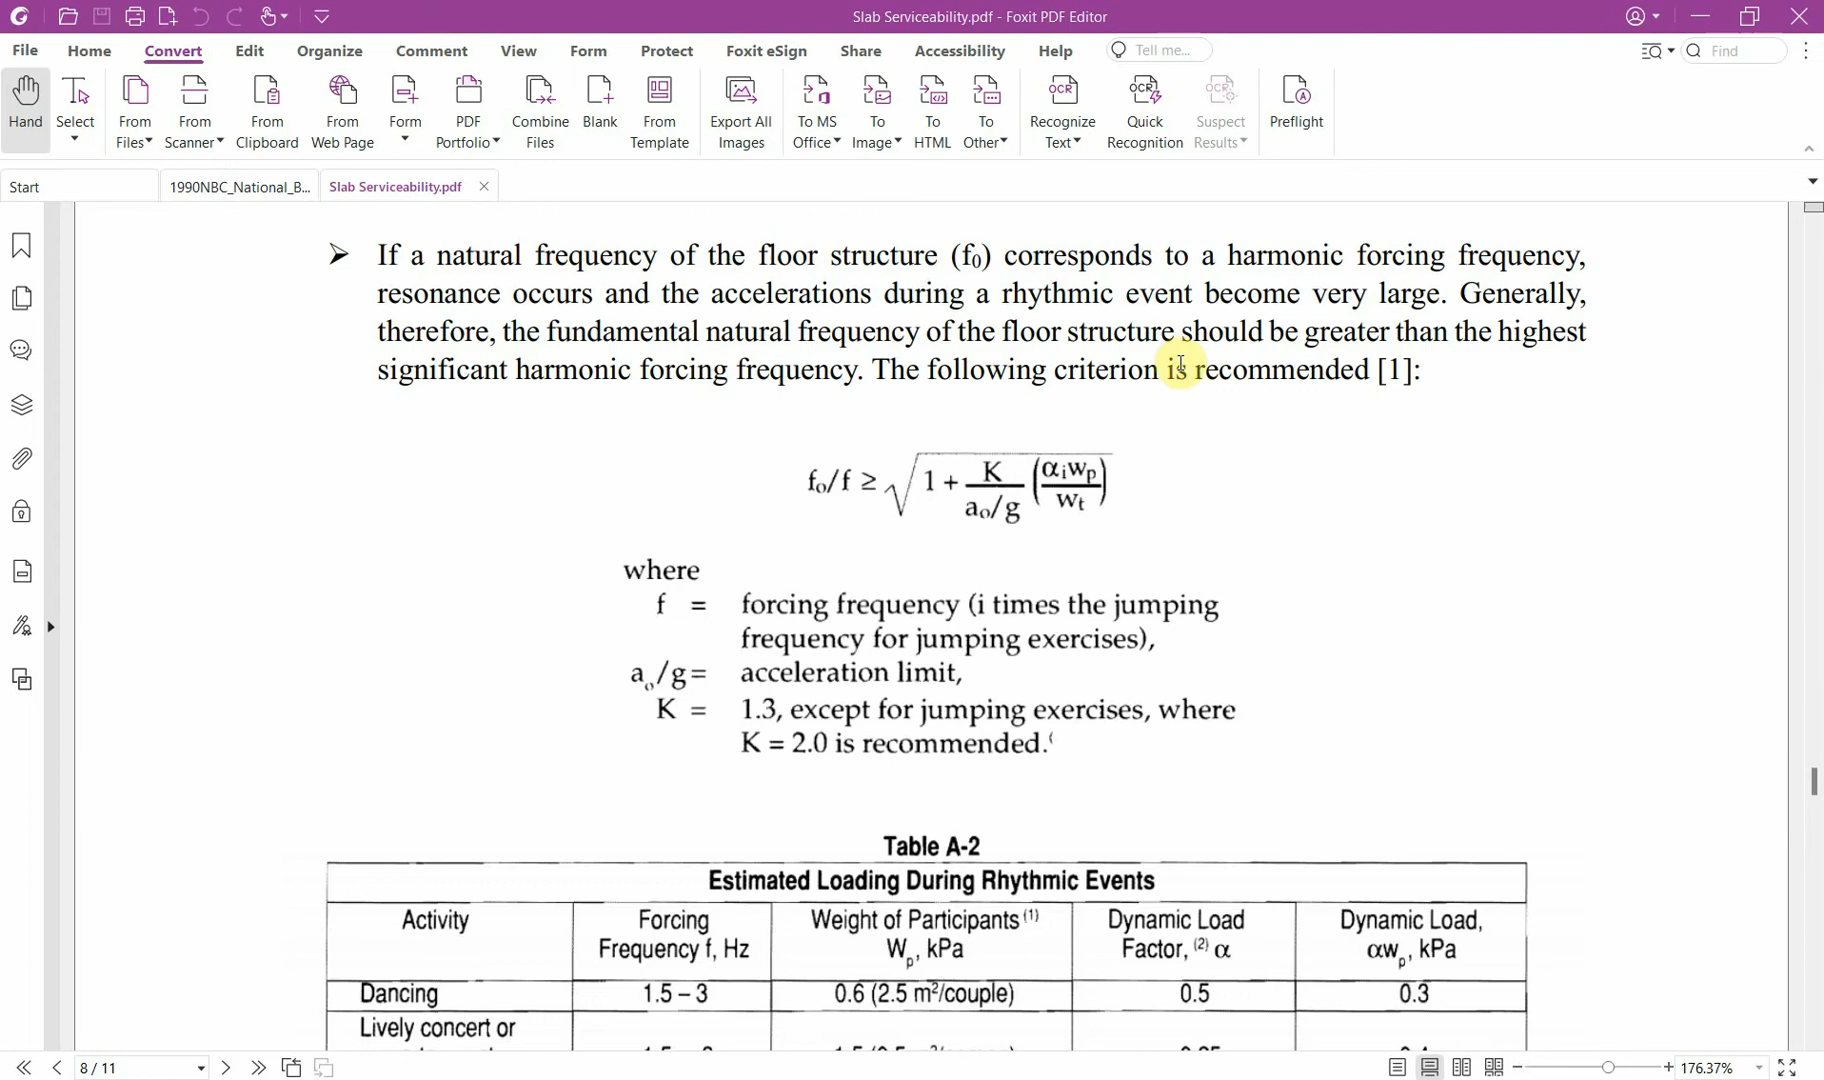 Slab Serviceability.pdf - Foxit PDF Editor
File Home Convert Edit Organize Comment View Form Protect Foxit eSign Share Accessibility Help Tell me... Find
Hand Select From Files From Scanner From Clipboard From Web Page Form PDF Portfolio Combine Files Blank From Template Export All Images To MS Office To Image To HTML To Other Recognize Text Quick Recognition Suspect Results Preflight
Start 1990NBC_National_B... Slab Serviceability.pdf
➢ If a natural frequency of the floor structure (f₀) corresponds to a harmonic forcing frequency,
resonance occurs and the accelerations during a rhythmic event become very large. Generally,
therefore, the fundamental natural frequency of the floor structure should be greater than the highest
significant harmonic forcing frequency. The following criterion is recommended [1]:
fo/f ≥ √(1 + K/(ao/g) (αiwp/wt))
where
f = forcing frequency (i times the jumping
frequency for jumping exercises),
ao/g= acceleration limit,
K = 1.3, except for jumping exercises, where
K = 2.0 is recommended.(
Table A-2
Estimated Loading During Rhythmic Events
Activity Forcing Frequency f, Hz Weight of Participants (1) Wp, kPa Dynamic Load Factor, (2) α Dynamic Load, αwp, kPa
Dancing 1.5 – 3 0.6 (2.5 m²/couple) 0.5 0.3
Lively concert or
8 / 11 176.37%